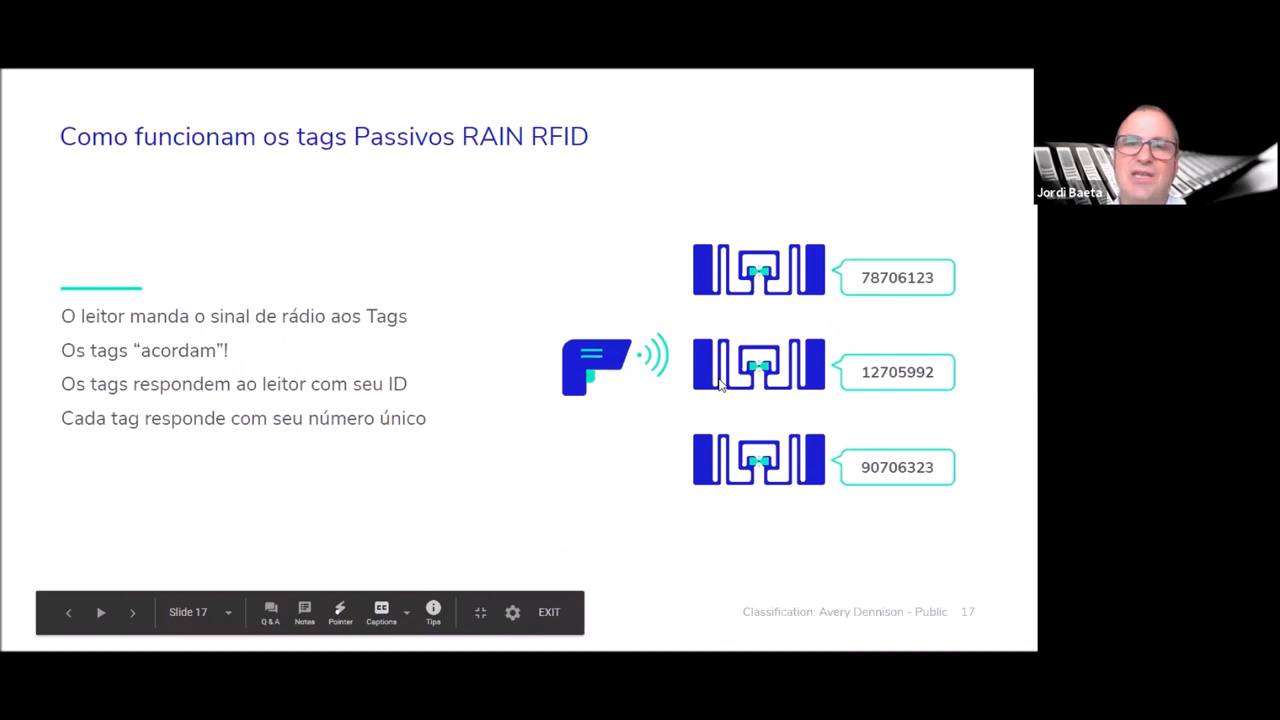 Como funcionam os tags Passivos RAIN RFID
Jordi Baeta
O leitor manda o sinal de rádio aos Tags
Os tags “acordam”!
Os tags respondem ao leitor com seu ID
Cada tag responde com seu número único
78706123
12705992
90706323
Slide 17
Q & A
Notes
Pointer
CC
Captions
Tips
EXIT
Classification: Avery Dennison - Public 17